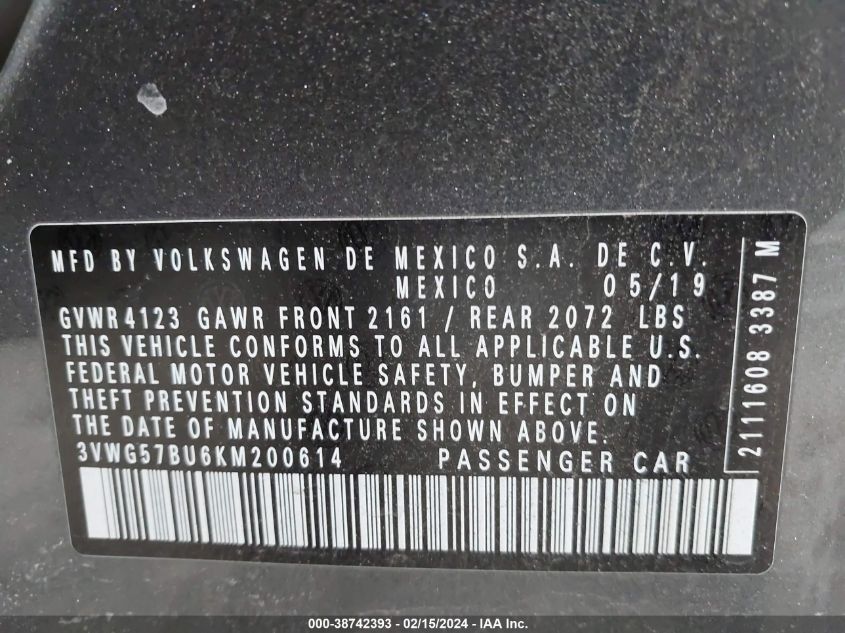 MFD BY VOLKSWAGEN DE MEXICO S.A. DE C.V.
MEXICO 05/19
GVWR 4123 GAWR FRONT 2161 / REAR 2072 LBS
THIS VEHICLE CONFORMS TO ALL APPLICABLE U.S.
FEDERAL MOTOR VEHICLE SAFETY, BUMPER AND
THEFT PREVENTION STANDARDS IN EFFECT ON
THE DATE OF MANUFACTURE SHOWN ABOVE.
3VWG57BU6KM200614 PASSENGER CAR
2111608 3387 M
000-38742393 - 02/15/2024 - IAA Inc.